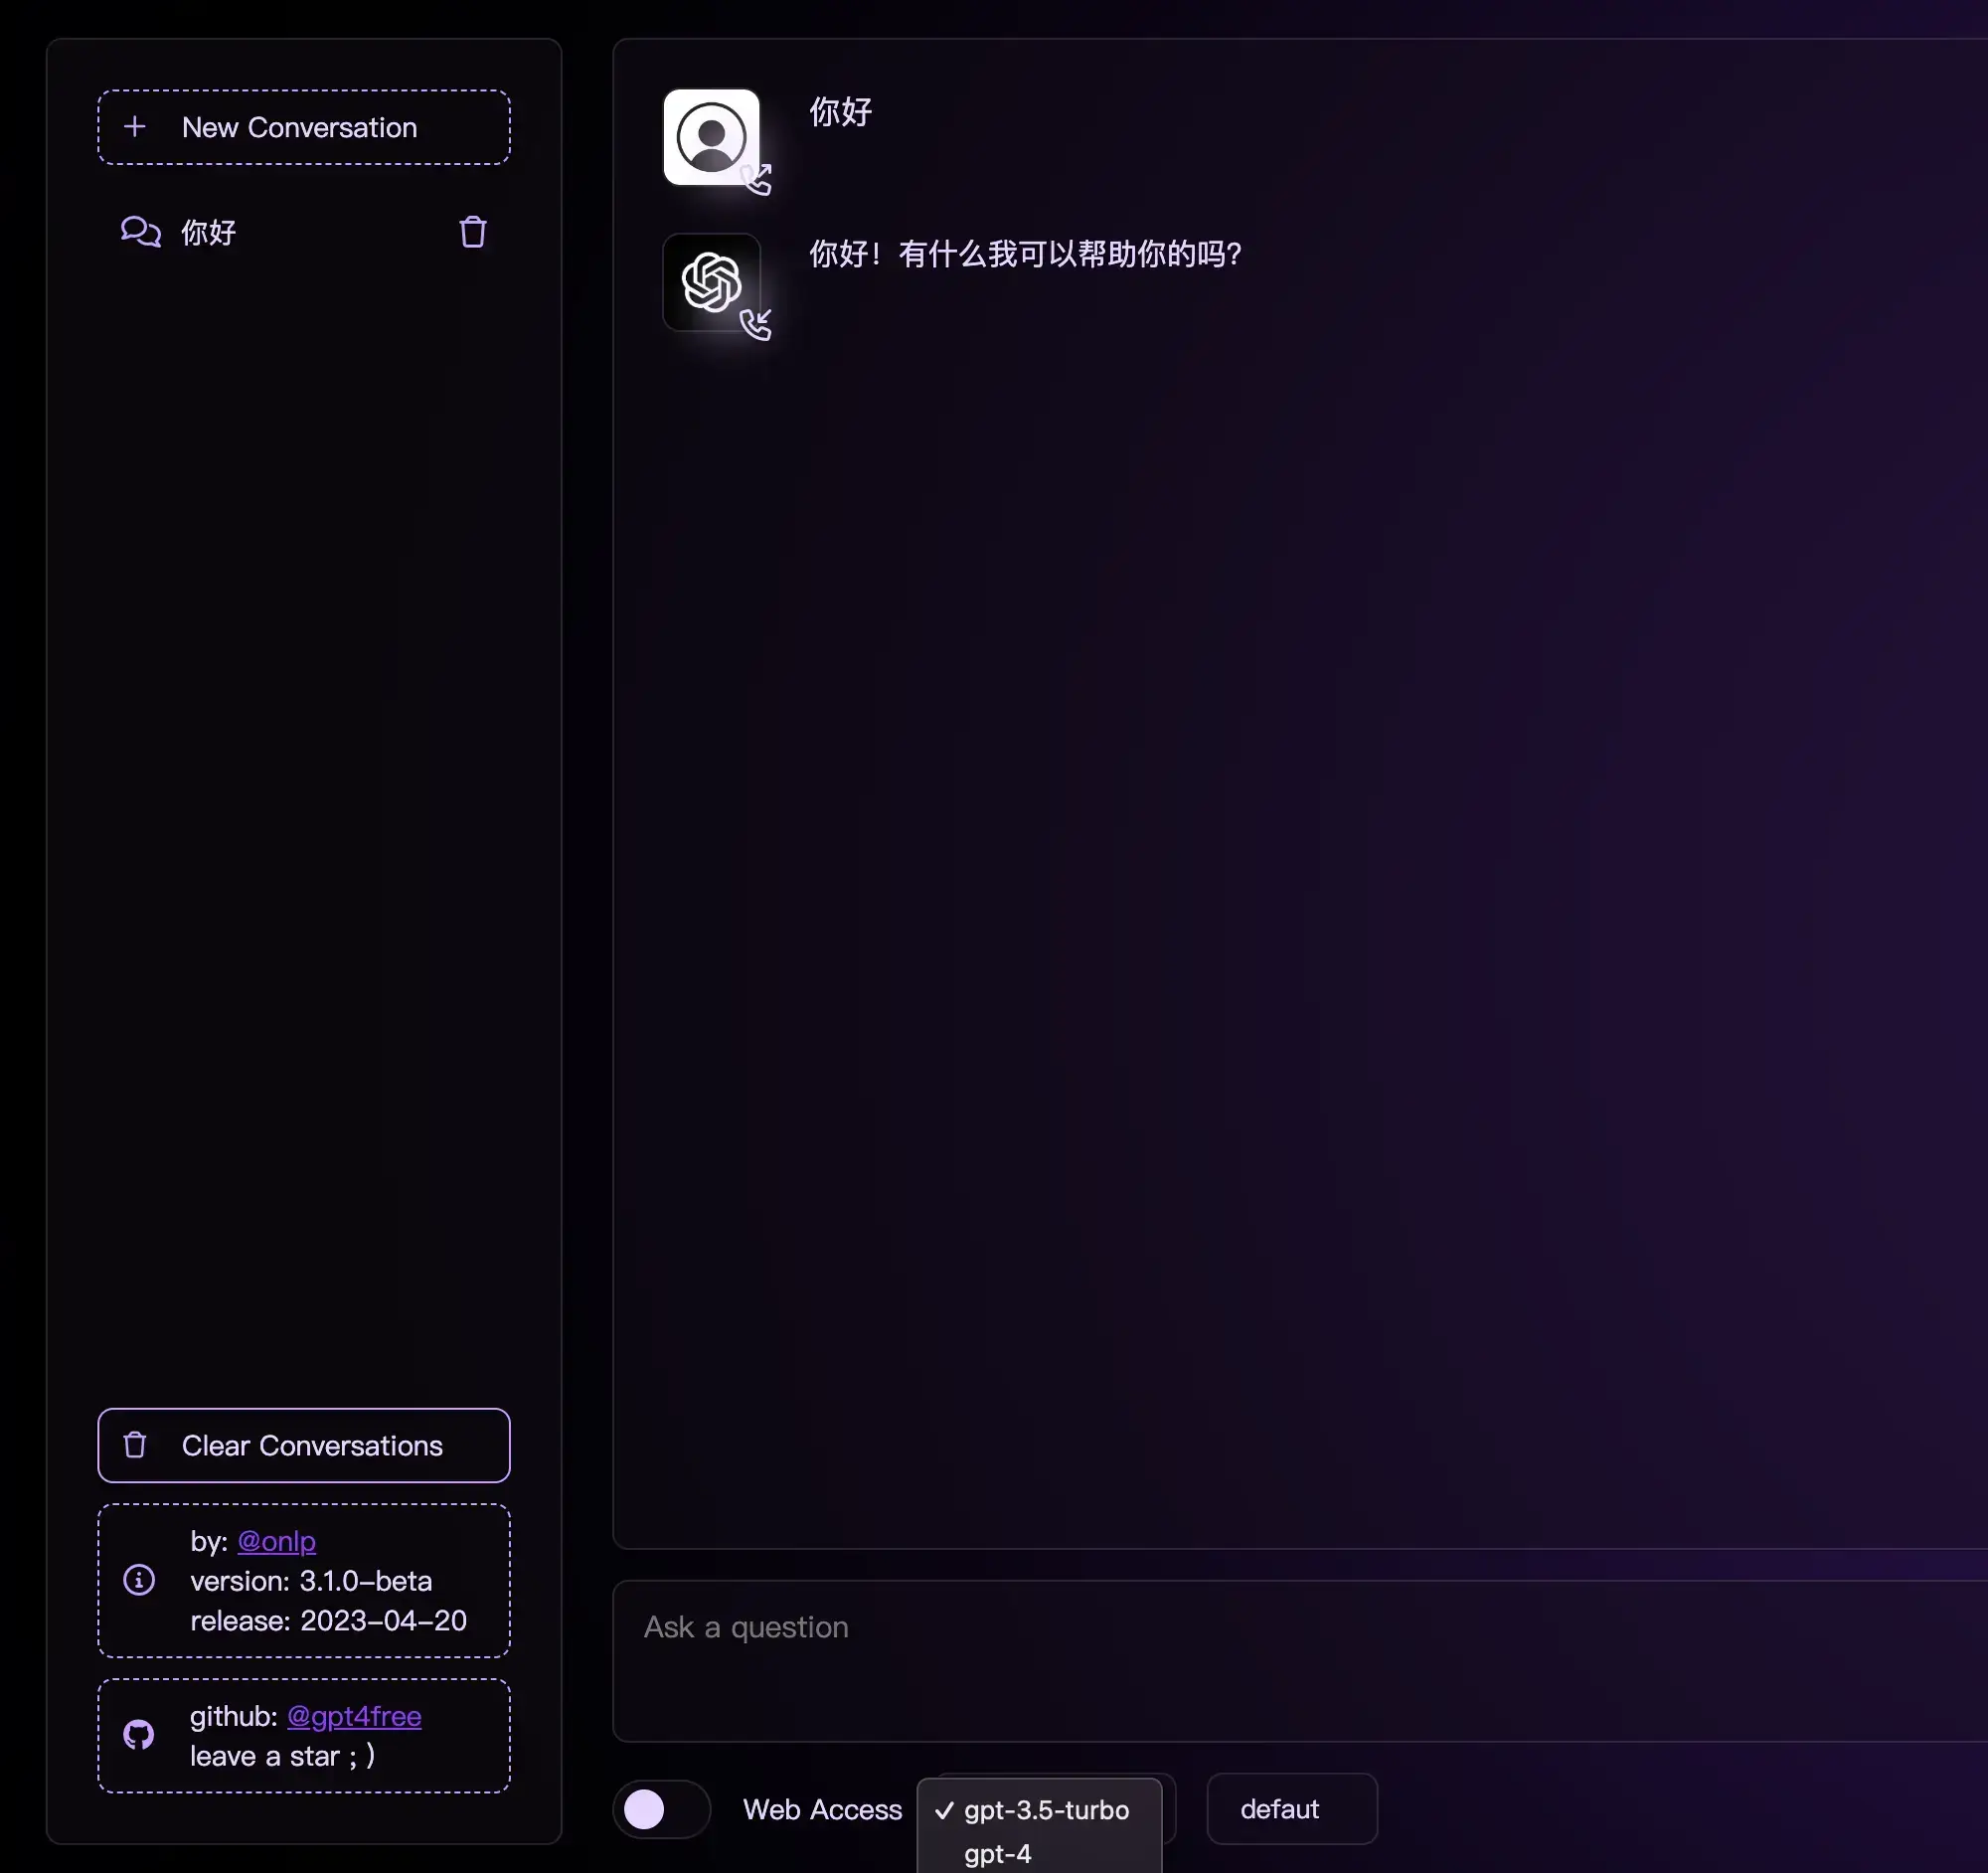 New Conversation
你好
Clear Conversations
by: @onlp
version: 3.1.0-beta
release: 2023-04-20
github: @gpt4free
leave a star ; )
你好
你好！有什么我可以帮助你的吗？
Ask a question
Web Access
✓ gpt-3.5-turbo
gpt-4
defaut